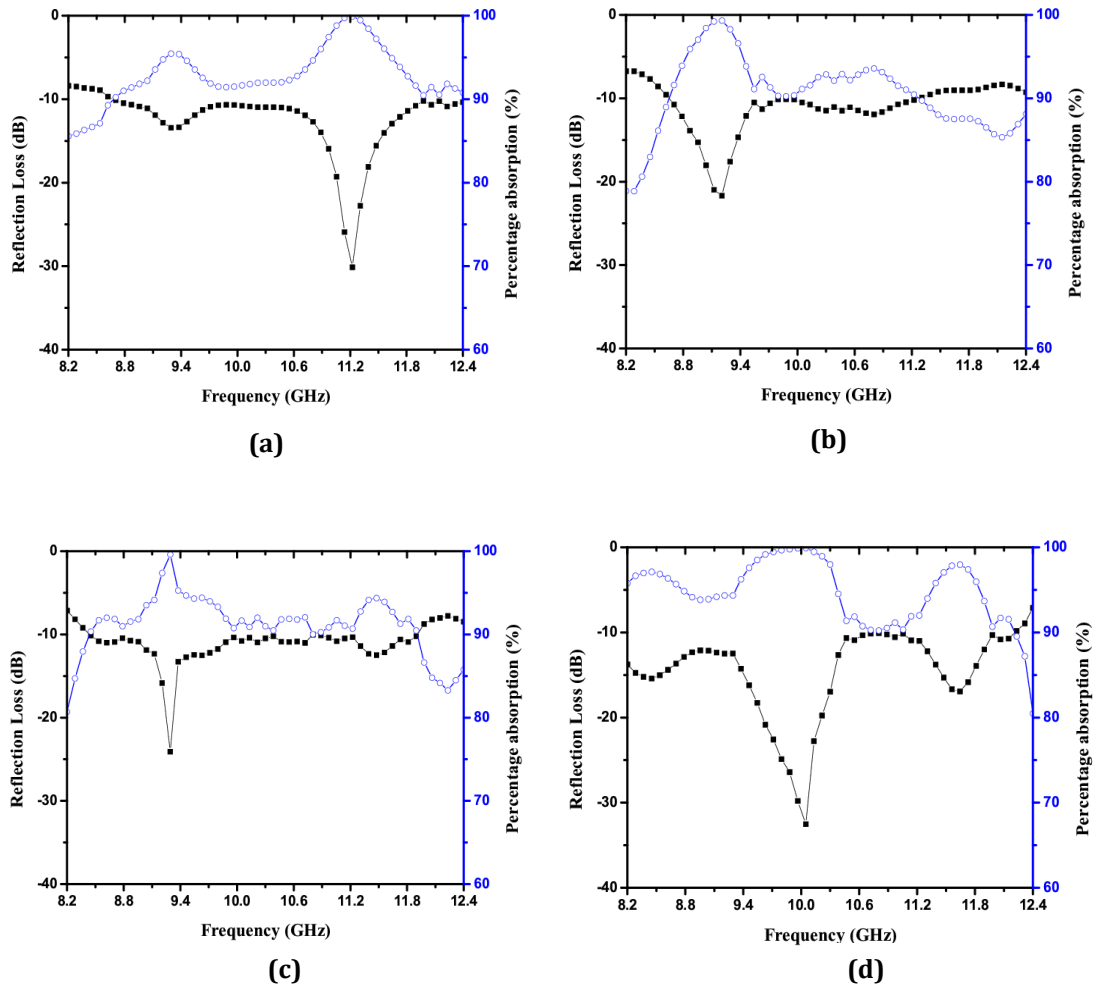 0
-10
-20
-30
-40
Reflection Loss (dB)
100
90
80
70
60
Percentage absorption (%)
8.2 8.8 9.4 10.0 10.6 11.2 11.8 12.4
Frequency (GHz)
(a)
0
-10
-20
-30
-40
Reflection Loss (dB)
100
90
80
70
60
Percentage absorption (%)
8.2 8.8 9.4 10.0 10.6 11.2 11.8 12.4
Frequency (GHz)
(b)
0
-10
-20
-30
-40
Reflection Loss (dB)
100
90
80
70
60
Percentage absorption (%)
8.2 8.8 9.4 10.0 10.6 11.2 11.8 12.4
Frequency (GHz)
(c)
0
-10
-20
-30
-40
Reflection Loss (dB)
100
90
80
70
60
Percentage absorption (%)
8.2 8.8 9.4 10.0 10.6 11.2 11.8 12.4
Frequency (GHz)
(d)